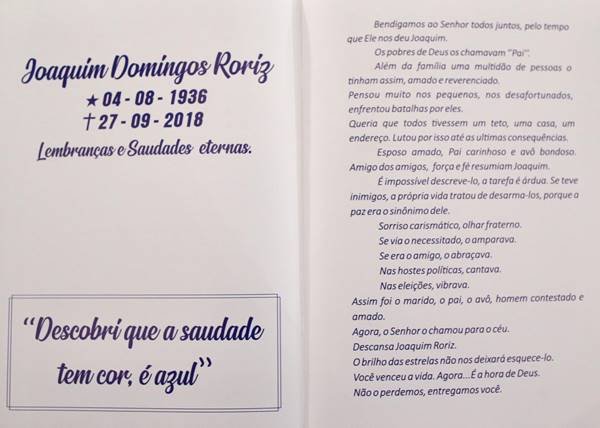 Joaquim Domingos Roriz
★ 04 - 08 - 1936
† 27 - 09 - 2018
Lembranças e Saudades eternas.
“Descobri que a saudade
tem cor, é azul”
Bendigamos ao Senhor todos juntos, pelo tempo
que Ele nos deu Joaquim.
Os pobres de Deus os chamavam "Pai".
Além da família uma multidão de pessoas o
tinham assim, amado e reverenciado.
Pensou muito nos pequenos, nos desafortunados,
enfrentou batalhas por eles.
Queria que todos tivessem um teto, uma casa, um
endereço. Lutou por isso até as ultimas consequências.
Esposo amado, Pai carinhoso e avô bondoso.
Amigo dos amigos, força e fé resumiam Joaquim.
É impossível descreve-lo, a tarefa é árdua. Se teve
inimigos, a própria vida tratou de desarma-los, porque a
paz era o sinônimo dele.
Sorriso carismático, olhar fraterno.
Se via o necessitado, o amparava.
Se era o amigo, o abraçava.
Nas hostes políticas, cantava.
Nas eleições, vibrava.
Assim foi o marido, o pai, o avô, homem contestado e
amado.
Agora, o Senhor o chamou para o céu.
Descansa Joaquim Roriz.
O brilho das estrelas não nos deixará esquece-lo.
Você venceu a vida. Agora...É a hora de Deus.
Não o perdemos, entregamos você.